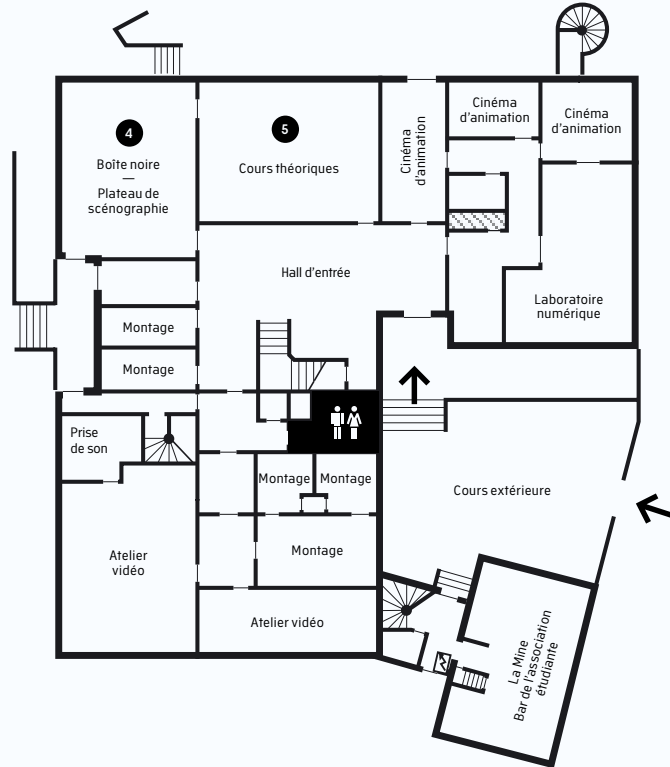 4
Boîte noire
—
Plateau de
scénographie
5
Cours théoriques
Cinéma
d'animation
Cinéma
d'animation
Cinéma
d'animation
Hall d'entrée
Laboratoire
numérique
Montage
Montage
Prise
de son
Montage
Montage
Cours extérieure
Montage
Atelier
vidéo
Atelier vidéo
La Mine
Bar de l'association
étudiante